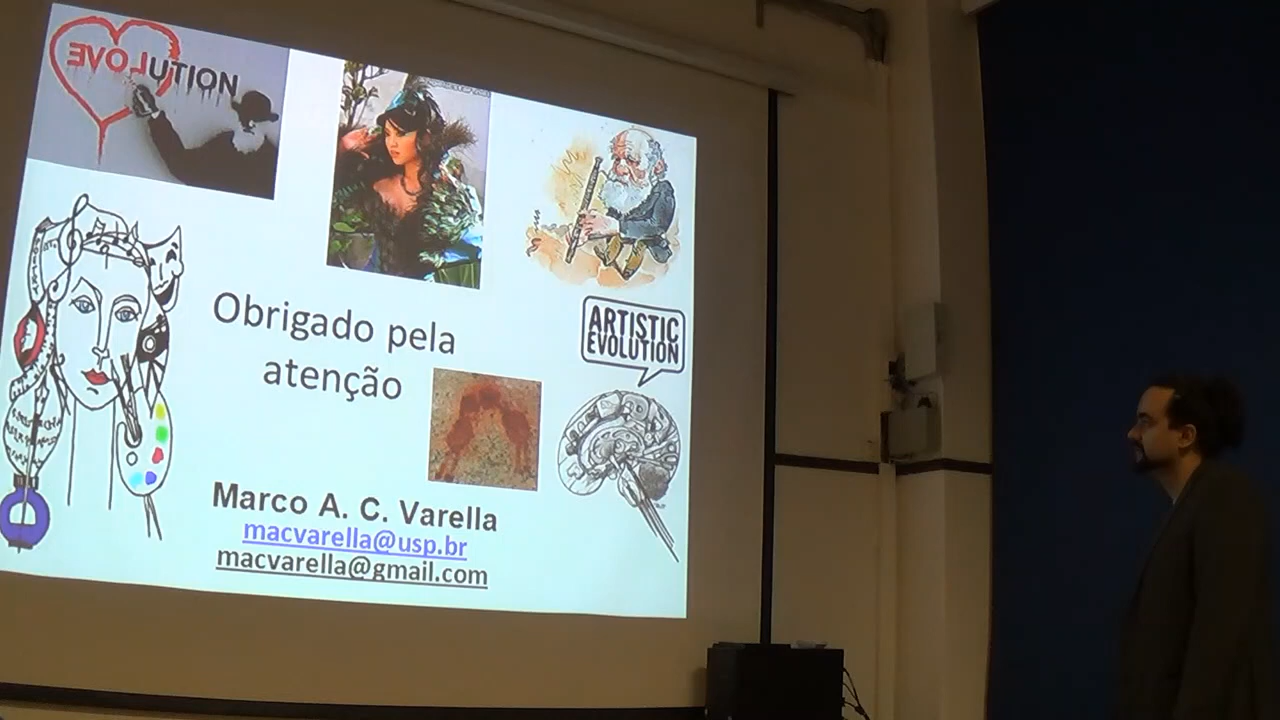 EVOLUTION
Obrigado pela
atenção
ARTISTIC
EVOLUTION
Marco A. C. Varella
macvarella@usp.br
macvarella@gmail.com